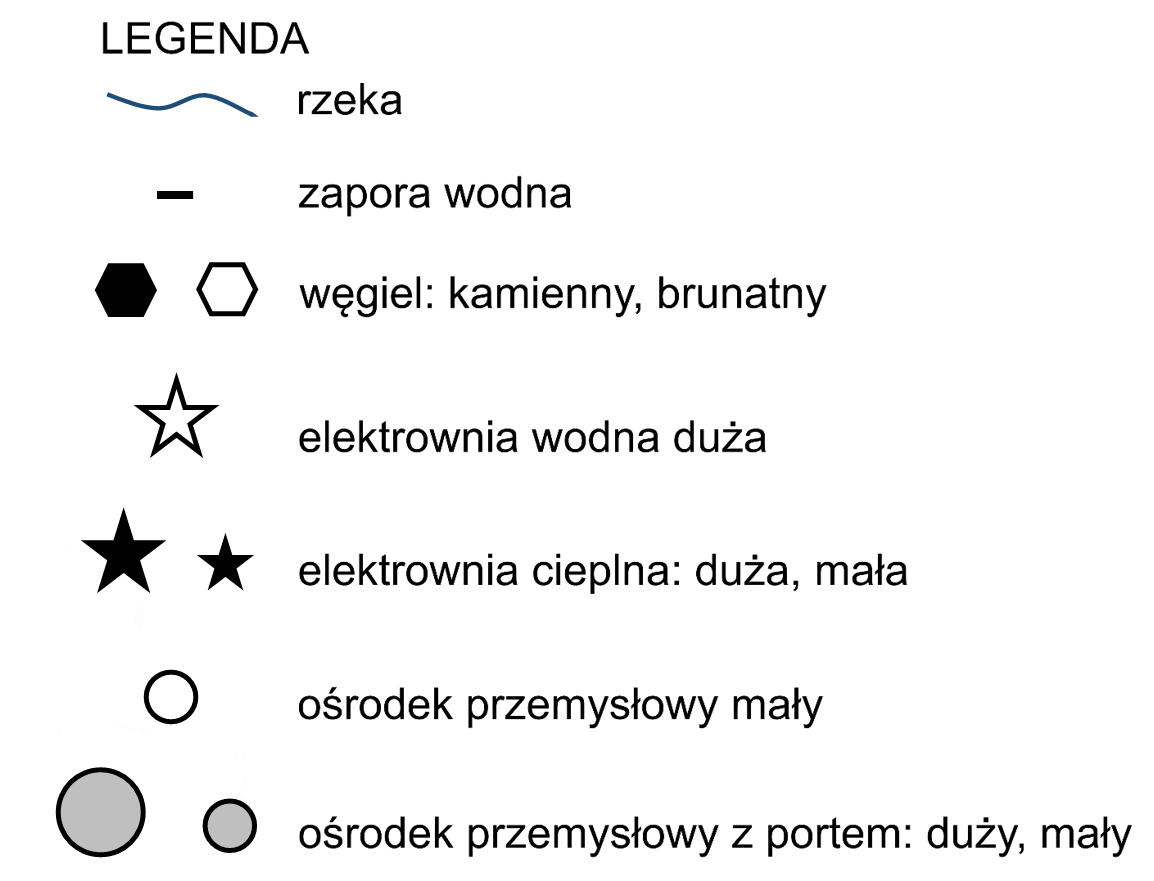 LEGENDA
rzeka
zapora wodna
węgiel: kamienny, brunatny
elektrownia wodna duża
elektrownia cieplna: duża, mała
ośrodek przemysłowy mały
ośrodek przemysłowy z portem: duży, mały